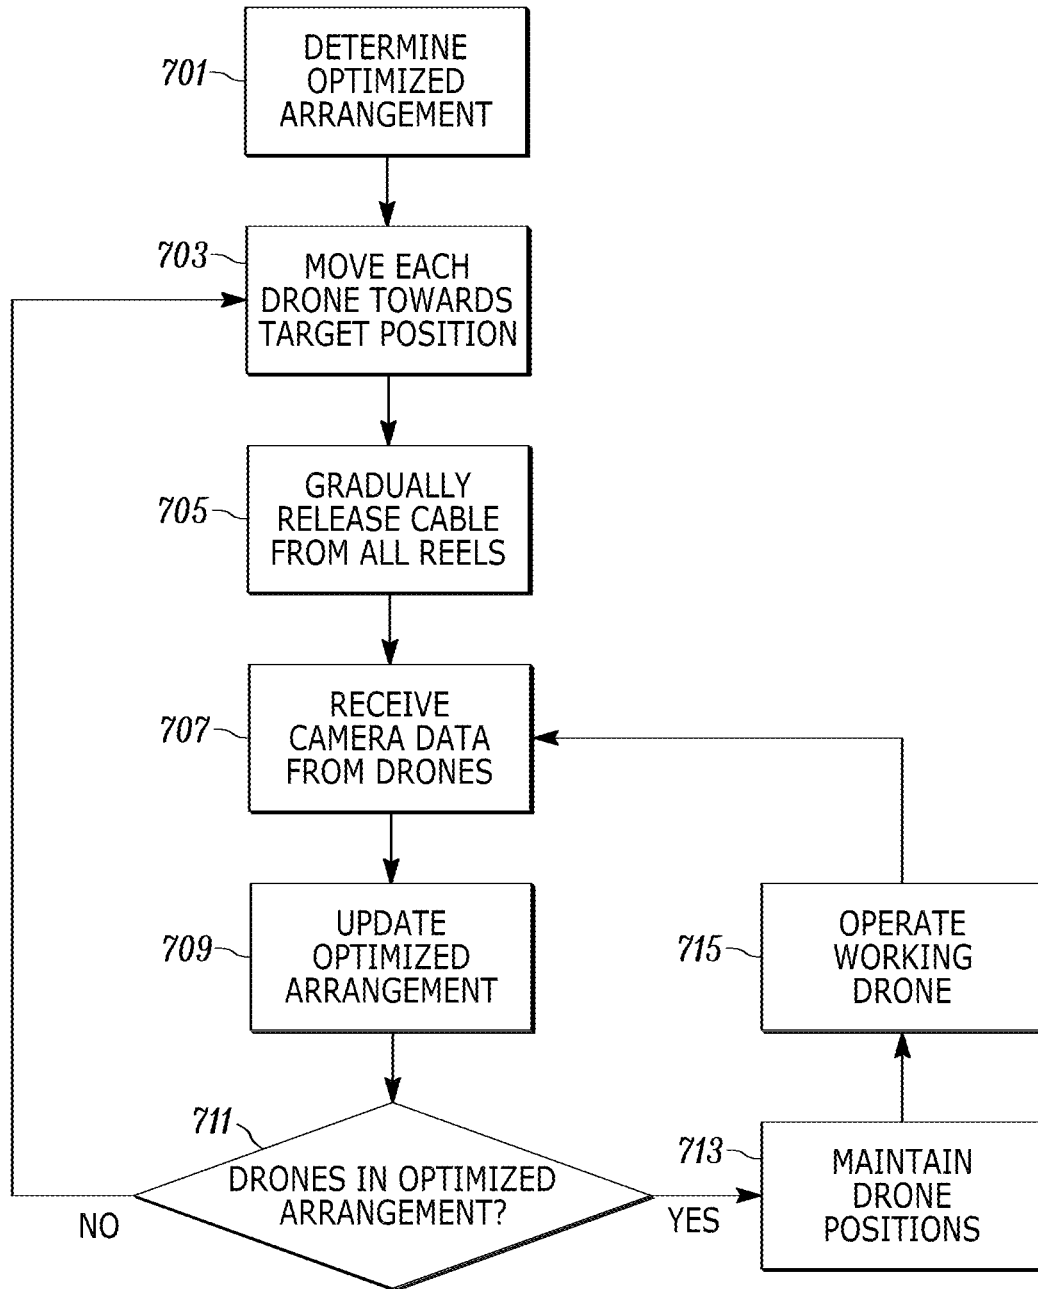 701
DETERMINE
OPTIMIZED
ARRANGEMENT
703
MOVE EACH
DRONE TOWARDS
TARGET POSITION
705
GRADUALLY
RELEASE CABLE
FROM ALL REELS
707
RECEIVE
CAMERA DATA
FROM DRONES
709
UPDATE
OPTIMIZED
ARRANGEMENT
711
DRONES IN OPTIMIZED
ARRANGEMENT?
NO
YES
713
MAINTAIN
DRONE
POSITIONS
715
OPERATE
WORKING
DRONE